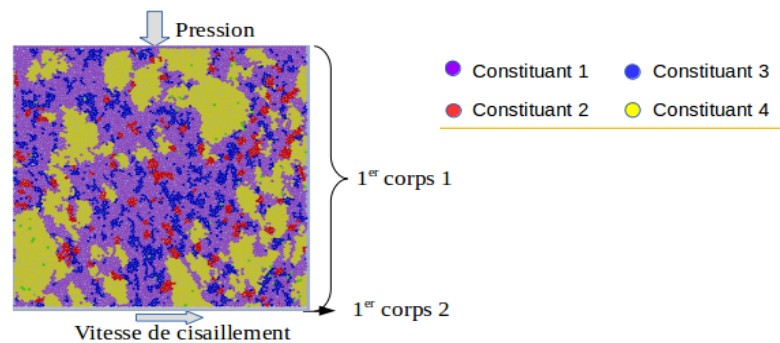 Pression
Constituant 1
Constituant 3
Constituant 2
Constituant 4
1er corps 1
1er corps 2
Vitesse de cisaillement